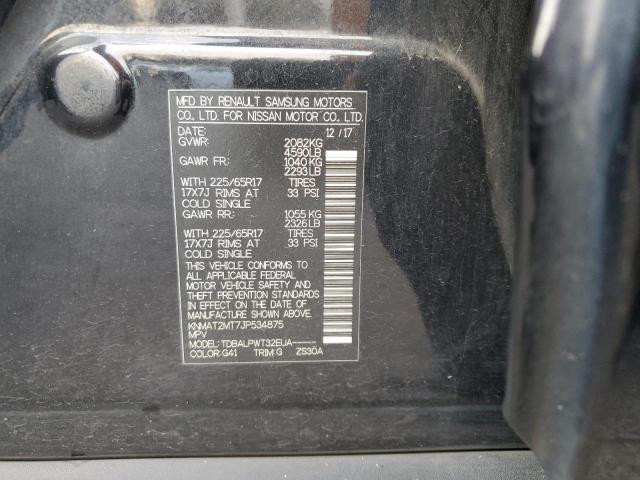 MFD BY RENAULT SAMSUNG MOTORS
CO., LTD. FOR NISSAN MOTOR CO., LTD.
DATE: 12 / 17
GVWR: 2082KG
4590LB
GAWR FR: 1040 KG
2293LB
WITH 225/65R17 TIRES
17X7J RIMS AT 33 PSI
COLD SINGLE
GAWR RR: 1055 KG
2326LB
WITH 225/65R17 TIRES
17X7J RIMS AT 33 PSI
COLD SINGLE
THIS VEHICLE CONFORMS TO
ALL APPLICABLE FEDERAL
MOTOR VEHICLE SAFETY AND
THEFT PREVENTION STANDARDS
IN EFFECT ON THE DATE OF
MANUFACTURE SHOWN ABOVE.
KNMAT2MT7JP534875
MPV
MODEL: TDBALPWT32EUA------
COLOR: G41 TRIM: G ZS30A